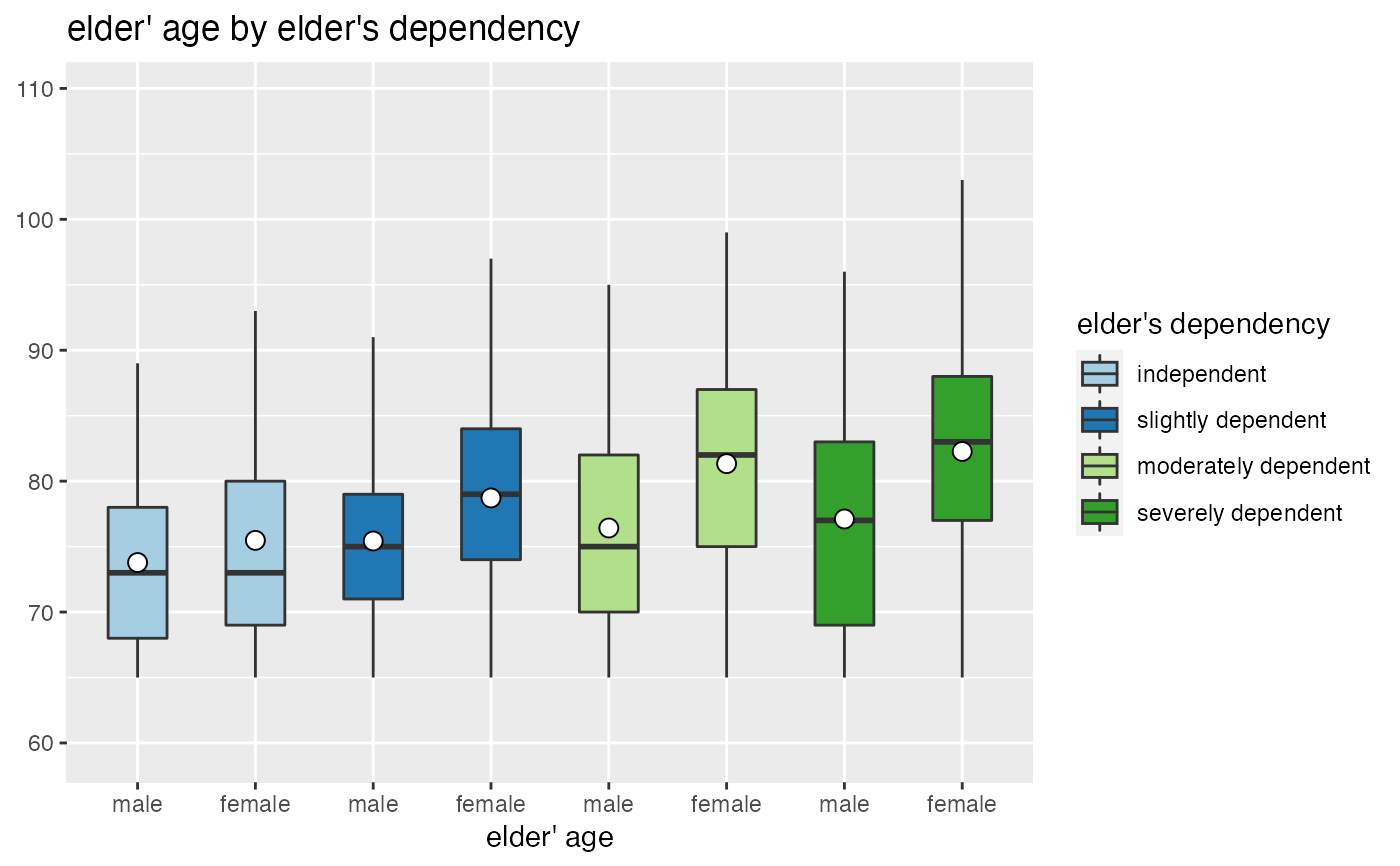 elder' age by elder's dependency
110
100
90
80
70
60
male female male female male female male female
elder' age
elder's dependency
independent
slightly dependent
moderately dependent
severely dependent